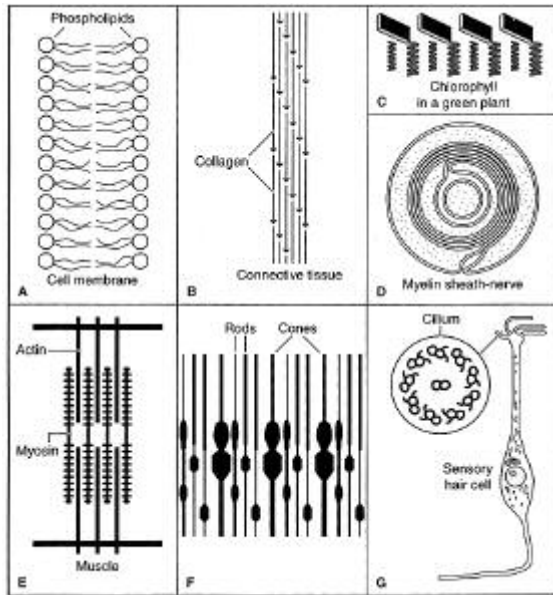 Phospholipids
A
Cell membrane
Collagen
B
Connective tissue
Chlorophyll
C
in a green plant
D
Myelin sheath-nerve
Actin
Myosin
E
Muscle
Rods
Cones
F
Cilium
Sensory
hair cell
G